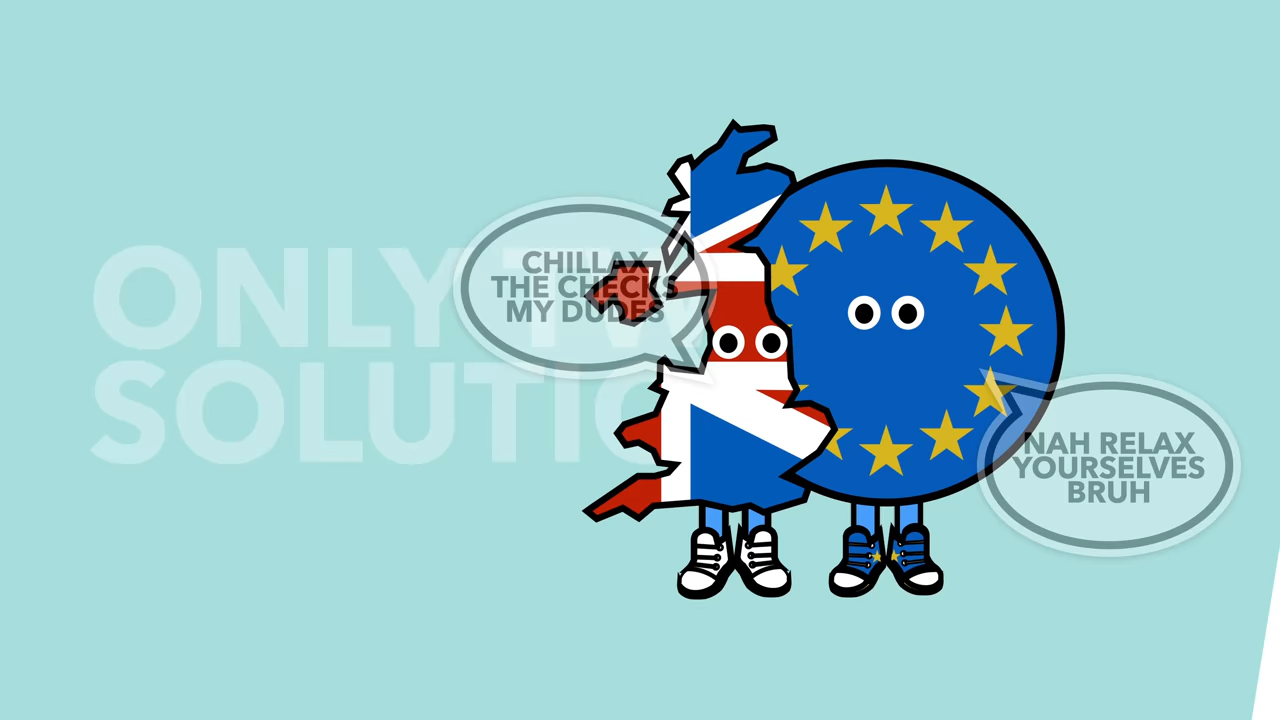 ONLY
SOLUTIO
CHILLAX
THE CHECKS
MY DUDES
NAH RELAX
YOURSELVES
BRUH